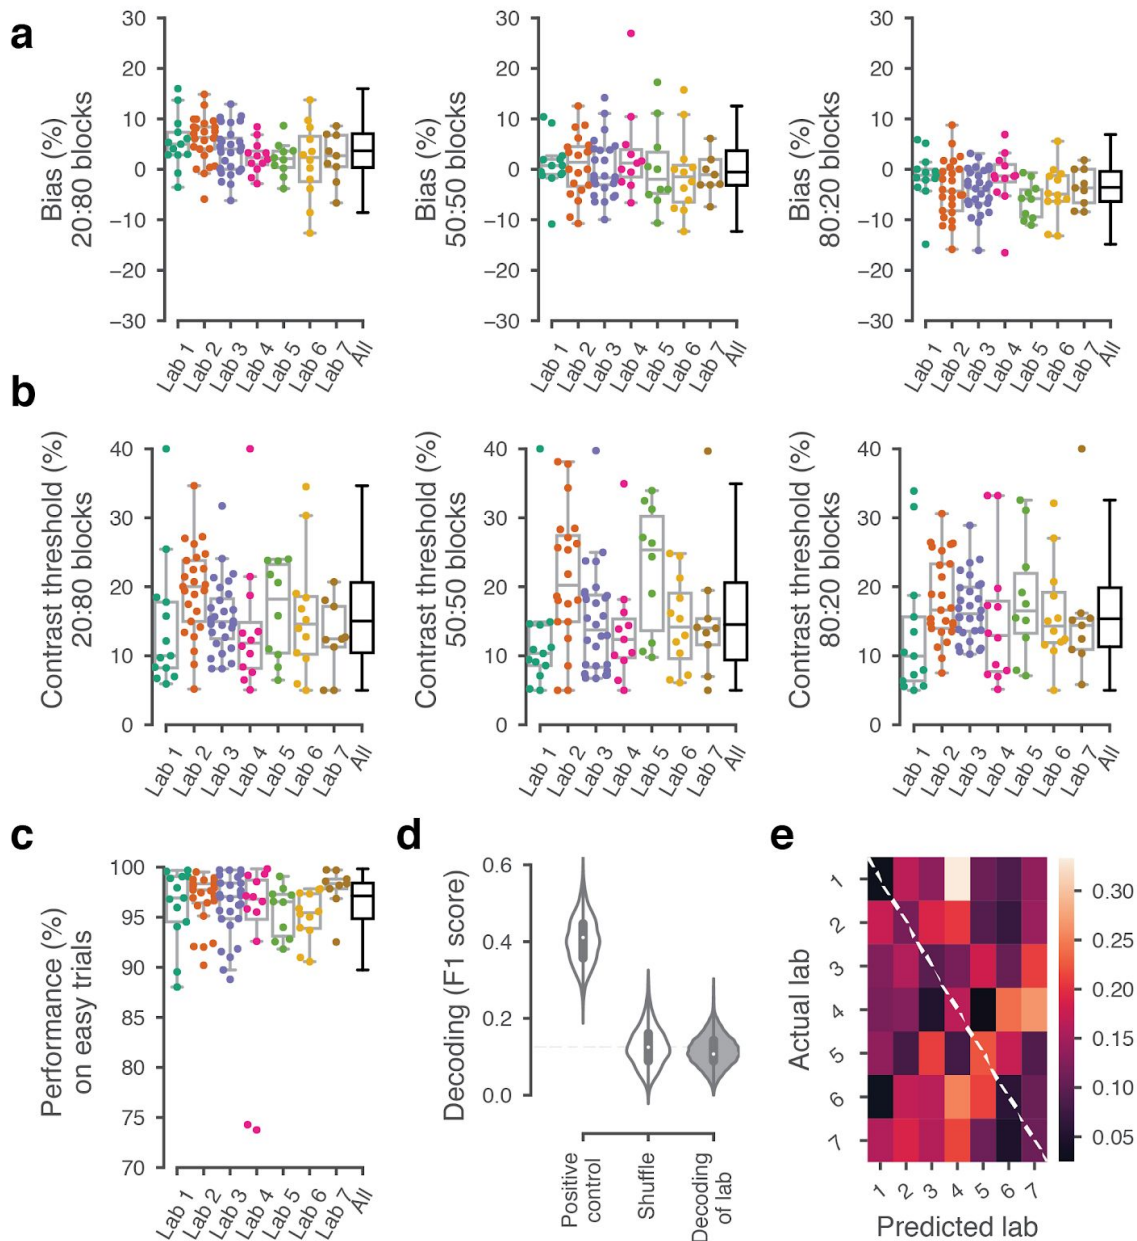 a
Bias (%)
20:80 blocks
30
20
10
0
−10
−20
−30
Lab 1
Lab 2
Lab 3
Lab 4
Lab 5
Lab 6
Lab 7
All
Bias (%)
50:50 blocks
30
20
10
0
−10
−20
−30
Lab 1
Lab 2
Lab 3
Lab 4
Lab 5
Lab 6
Lab 7
All
Bias (%)
80:20 blocks
30
20
10
0
−10
−20
−30
Lab 1
Lab 2
Lab 3
Lab 4
Lab 5
Lab 6
Lab 7
All
b
Contrast threshold (%)
20:80 blocks
40
30
20
10
0
Lab 1
Lab 2
Lab 3
Lab 4
Lab 5
Lab 6
Lab 7
All
Contrast threshold (%)
50:50 blocks
40
30
20
10
0
Lab 1
Lab 2
Lab 3
Lab 4
Lab 5
Lab 6
Lab 7
All
Contrast threshold (%)
80:20 blocks
40
30
20
10
0
Lab 1
Lab 2
Lab 3
Lab 4
Lab 5
Lab 6
Lab 7
All
c
Performance (%)
on easy trials
100
95
90
85
80
75
70
Lab 1
Lab 2
Lab 3
Lab 4
Lab 5
Lab 6
Lab 7
All
d
Decoding (F1 score)
0.6
0.4
0.2
0.0
Positive
control
Shuffle
Decoding
of lab
e
Actual lab
1
2
3
4
5
6
7
1
2
3
4
5
6
7
Predicted lab
0.30
0.25
0.20
0.15
0.10
0.05